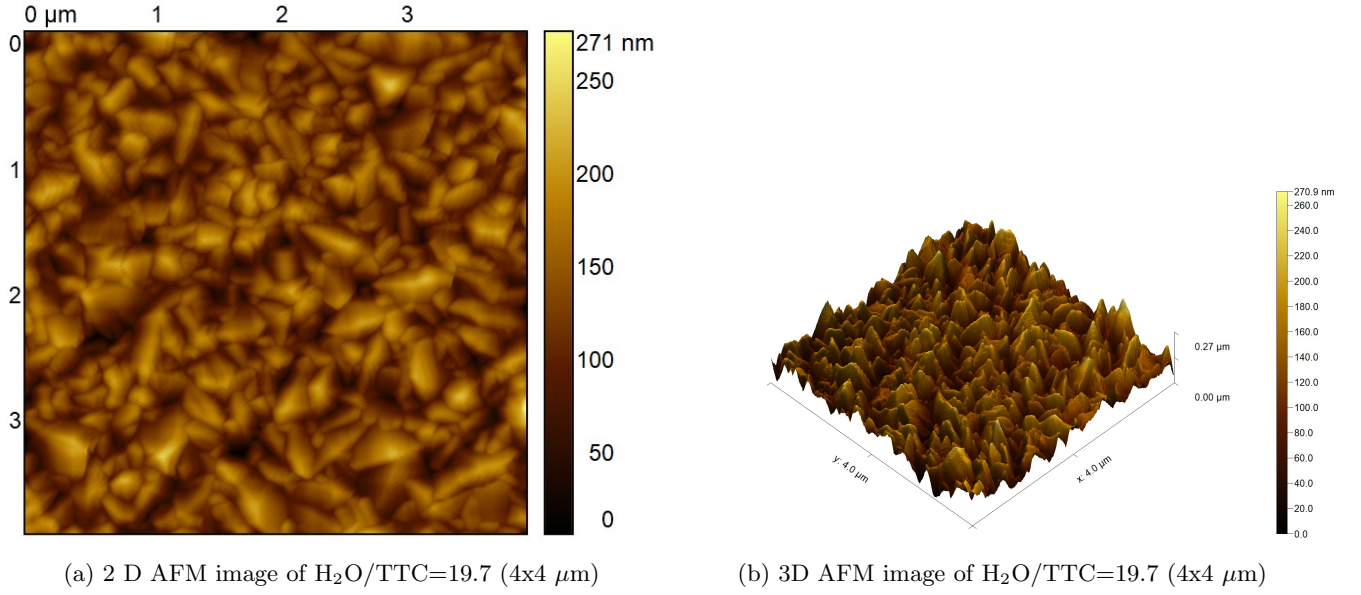 0 µm 1 2 3
0
1
2
3
271 nm
250
200
150
100
50
0
(a) 2 D AFM image of H₂O/TTC=19.7 (4x4 µm)
270.9 nm
260.0
240.0
220.0
200.0
180.0
160.0
140.0
120.0
100.0
80.0
60.0
40.0
20.0
0.0
0.27 µm
0.00 µm
y: 4.0 µm
x: 4.0 µm
(b) 3D AFM image of H₂O/TTC=19.7 (4x4 µm)